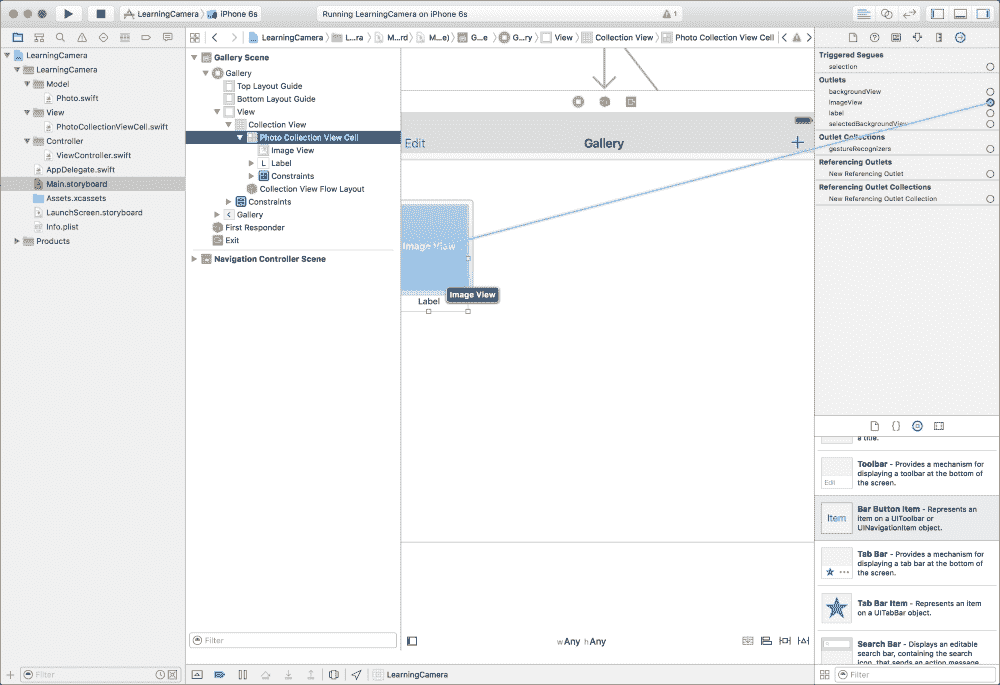 LearningCamera
iPhone 6s
Running LearningCamera on iPhone 6s
1
LearningCamera
L...ra
M...rd
M...e)
G...e
G...ry
View
Collection View
Photo Collection View Cell
LearningCamera
LearningCamera
Model
Photo.swift
View
PhotoCollectionViewCell.swift
Controller
ViewController.swift
AppDelegate.swift
Main.storyboard
Assets.xcassets
LaunchScreen.storyboard
Info.plist
Products
Filter
Gallery Scene
Gallery
Top Layout Guide
Bottom Layout Guide
View
Collection View
Photo Collection View Cell
Image View
L Label
Constraints
Collection View Flow Layout
Constraints
Gallery
First Responder
Exit
Navigation Controller Scene
Filter
Edit
Gallery
+
Image View
Image View
Label
wAny hAny
LearningCamera
Triggered Segues
selection
Outlets
backgroundView
imageView
label
selectedBackgroundView
Outlet Collections
gestureRecognizers
Referencing Outlets
New Referencing Outlet
Referencing Outlet Collections
New Referencing Outlet Collection
a title.
Edit
Toolbar - Provides a mechanism for
displaying a toolbar at the bottom of
the screen.
Item
Bar Button Item - Represents an
item on a UIToolbar or
UINavigationItem object.
Tab Bar - Provides a mechanism for
displaying a tab bar at the bottom of
the screen.
Tab Bar Item - Represents an item
on a UITabBar object.
Search Bar - Displays an editable
search bar, containing the search
icon, that sends an action message
Filter